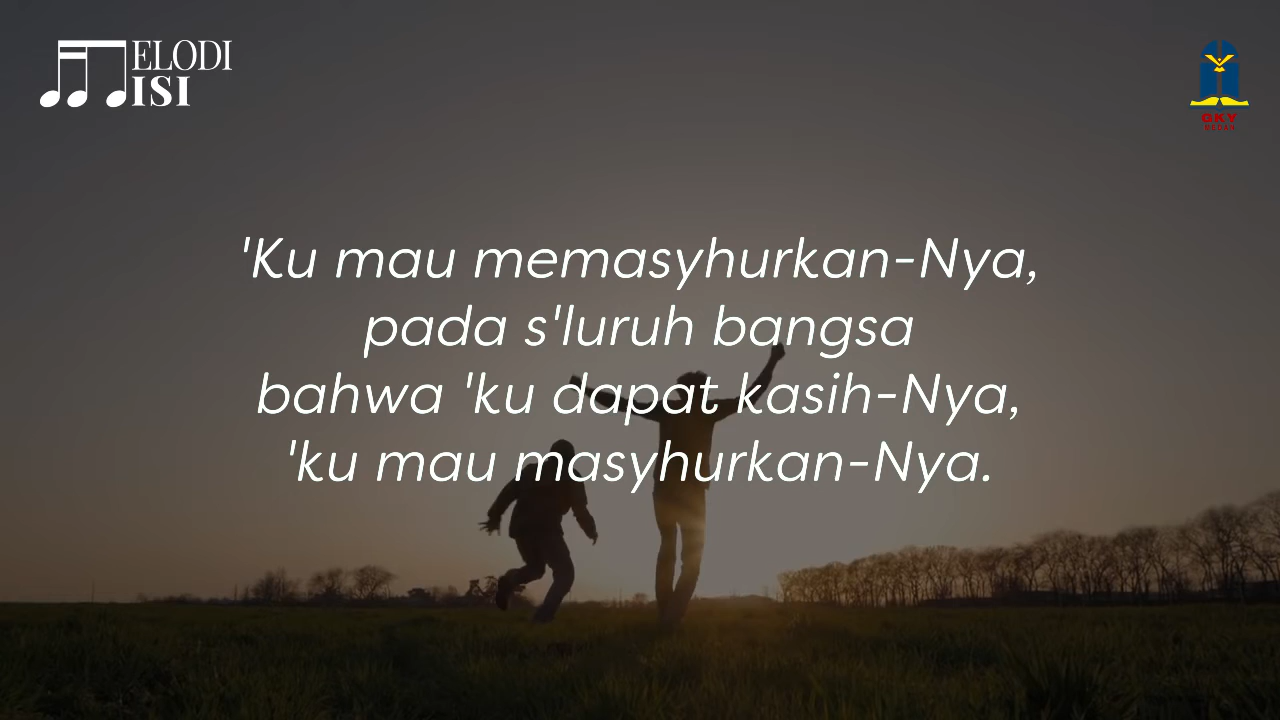 ELODI
ISI
GKY
MEDAN
'Ku mau memasyhurkan-Nya,
pada s'luruh bangsa
bahwa 'ku dapat kasih-Nya,
'ku mau masyhurkan-Nya.